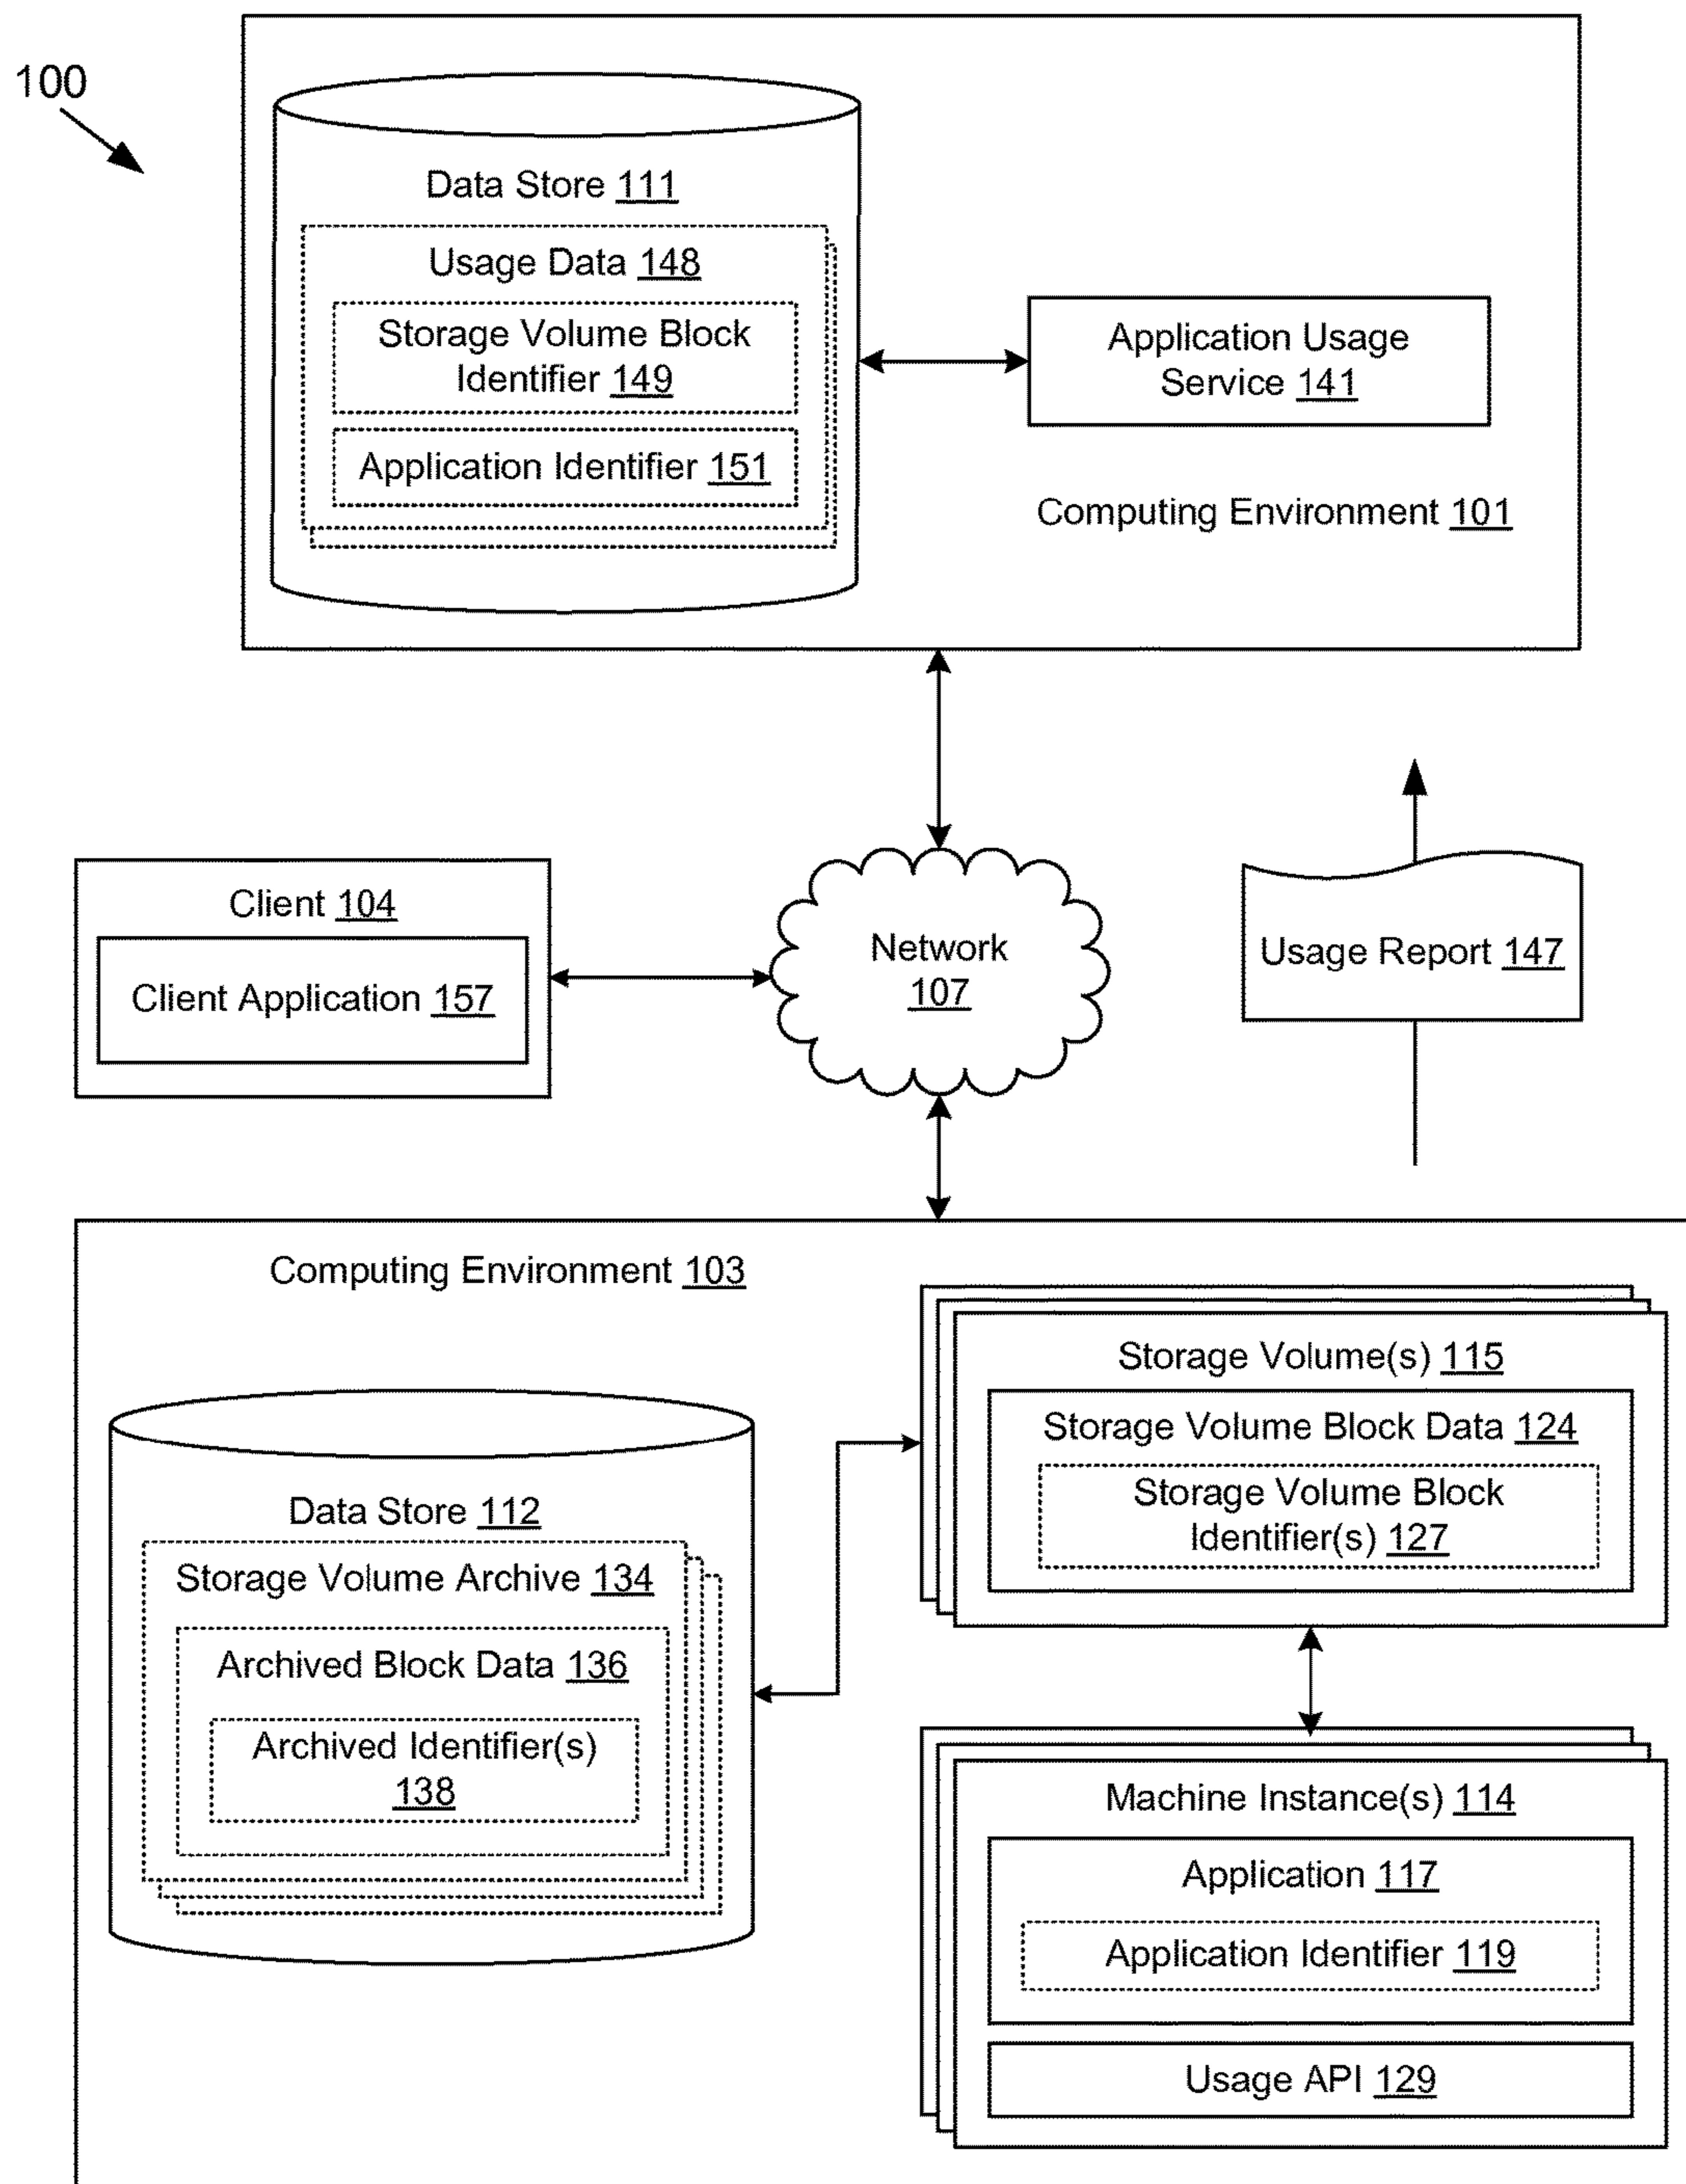 100
Data Store 111
Usage Data 148
Storage Volume Block
Identifier 149
Application Identifier 151
Application Usage
Service 141
Computing Environment 101
Client 104
Client Application 157
Network
107
Usage Report 147
Computing Environment 103
Storage Volume(s) 115
Storage Volume Block Data 124
Storage Volume Block
Identifier(s) 127
Data Store 112
Storage Volume Archive 134
Archived Block Data 136
Archived Identifier(s)
138
Machine Instance(s) 114
Application 117
Application Identifier 119
Usage API 129